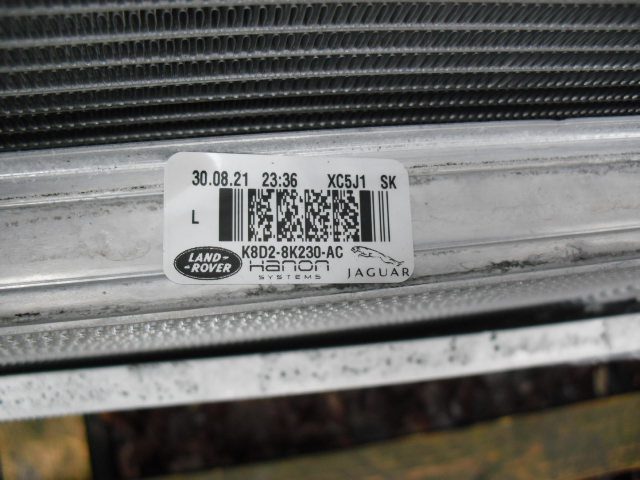 30.08.21 23:36 XC5J1 SK
L
K8D2-8K230-AC
LAND-
-ROVER
Hanon
SYSTEMS
JAGUAR